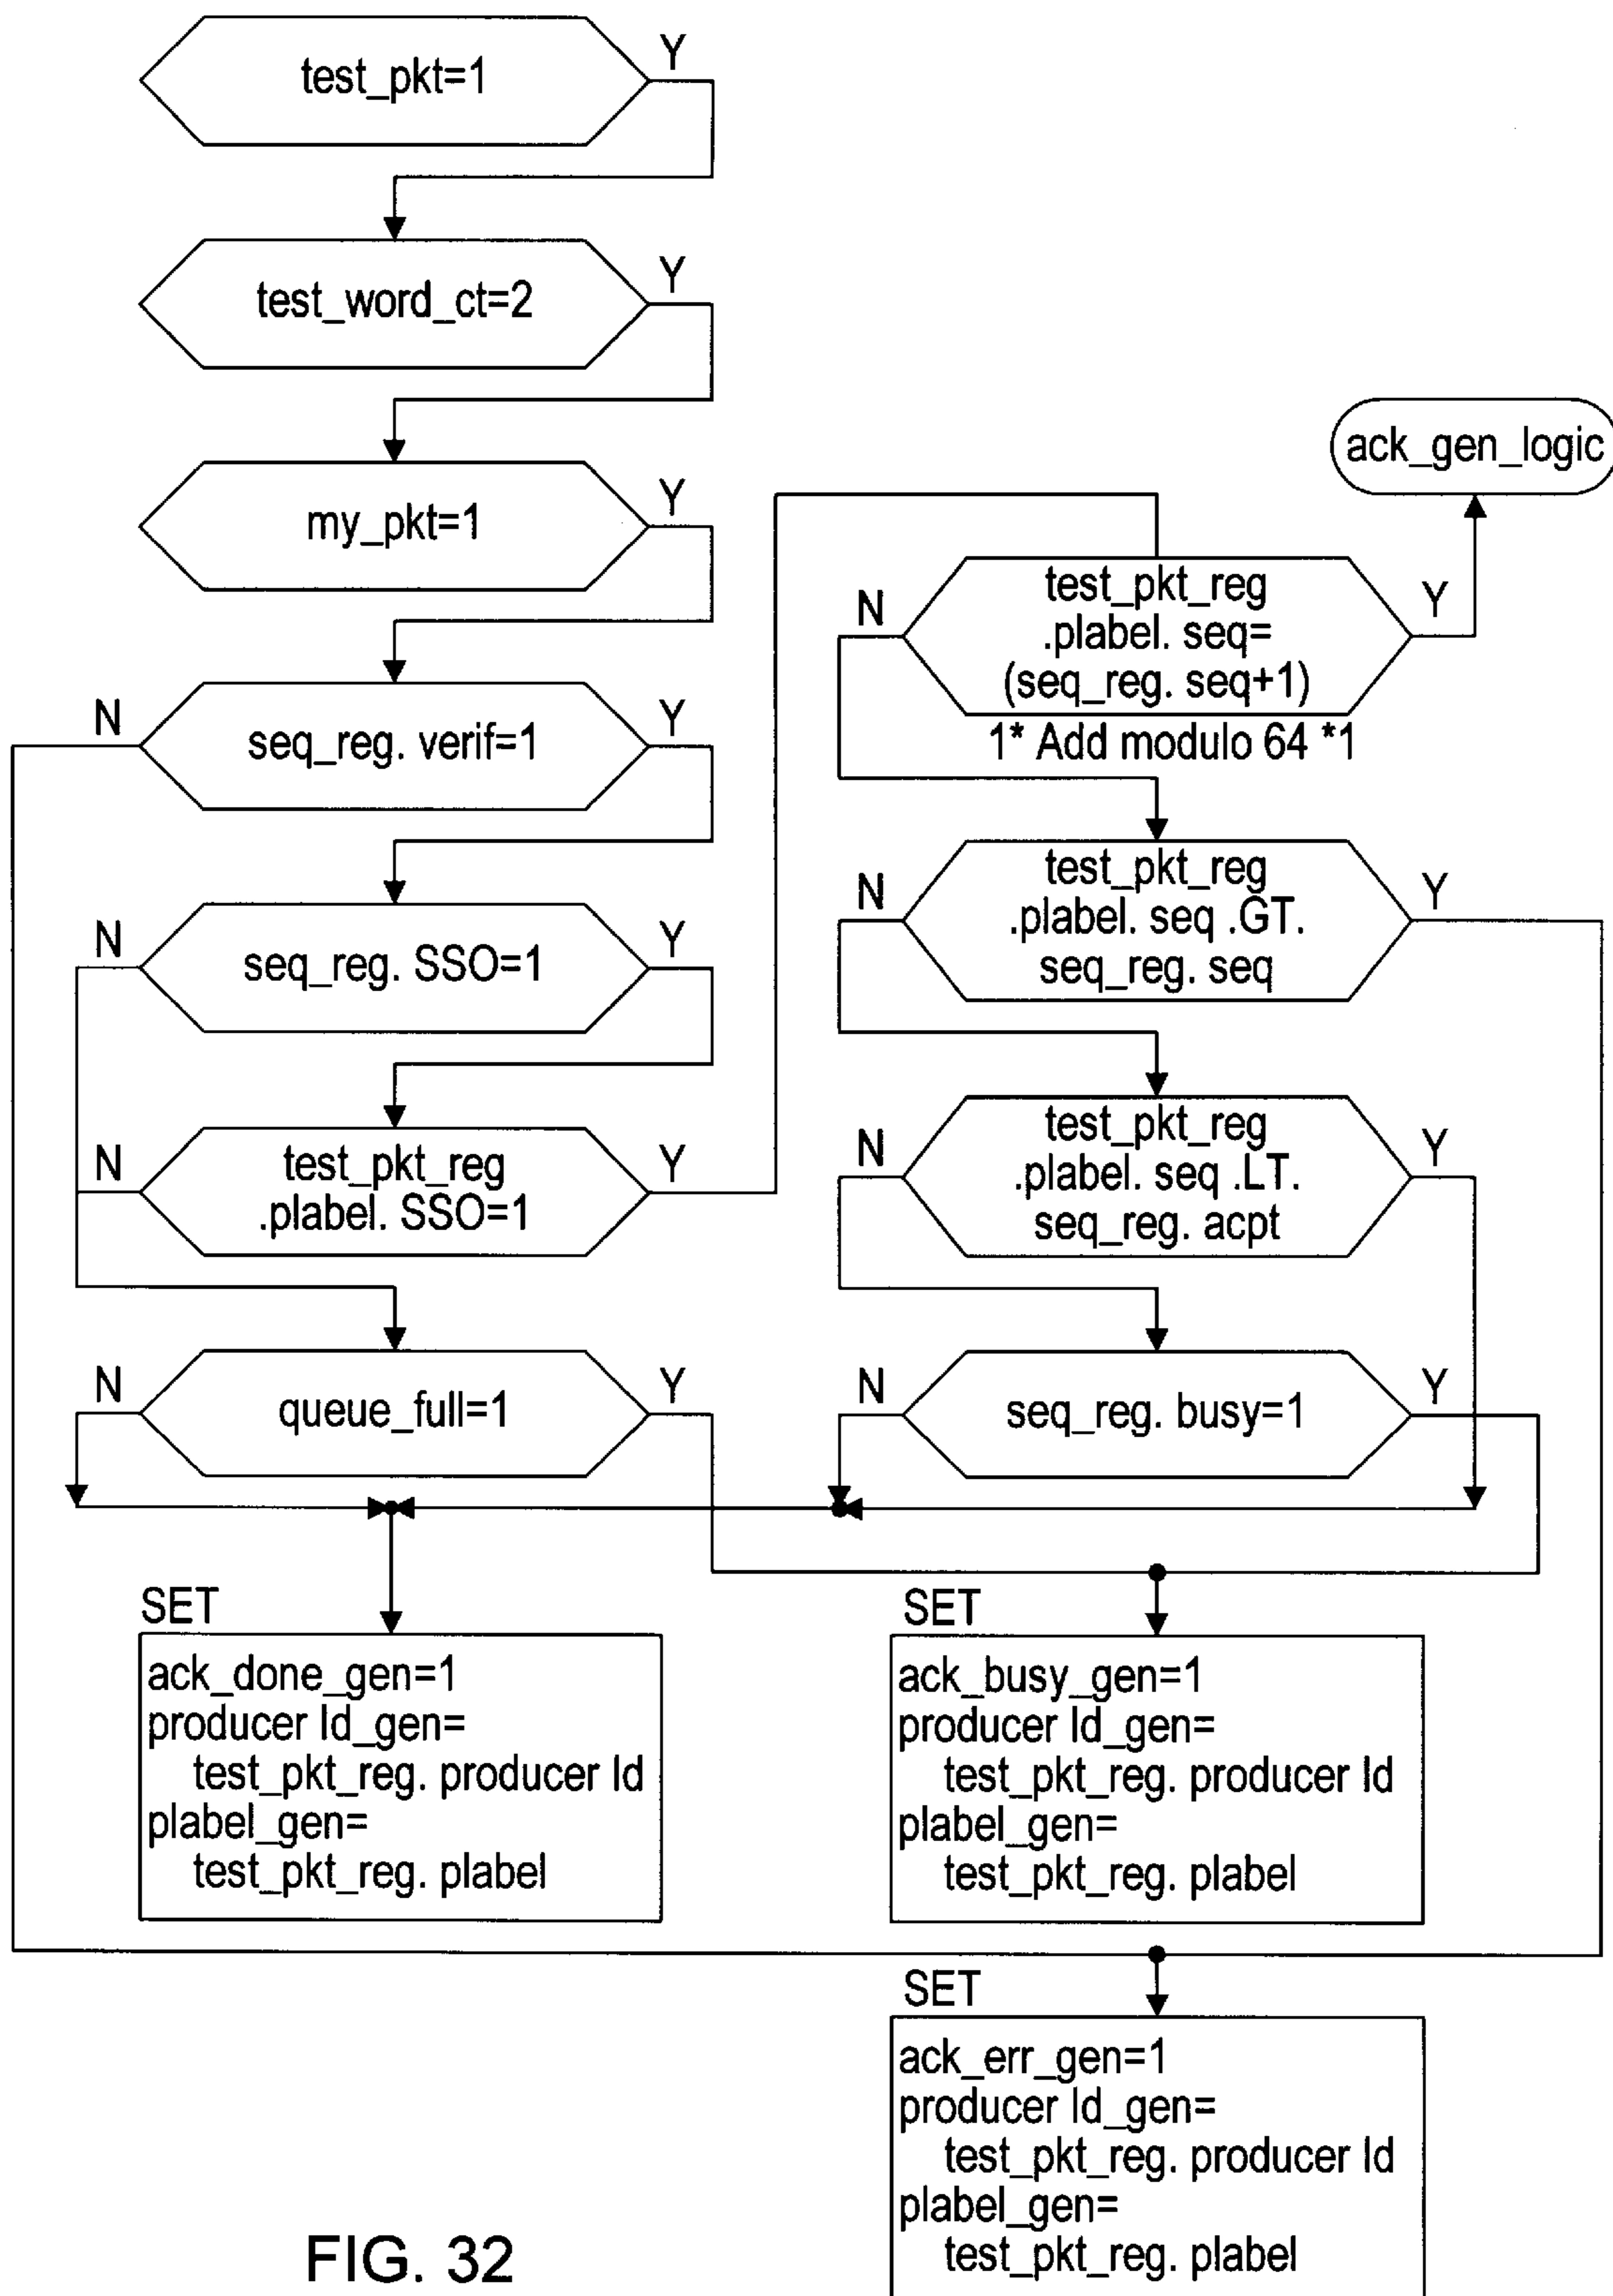 test_pkt=1
Y
test_word_ct=2
Y
my_pkt=1
Y
N
seq_reg. verif=1
Y
N
seq_reg. SSO=1
Y
N
test_pkt_reg
.plabel. SSO=1
Y
N
queue_full=1
Y
ack_gen_logic
N
test_pkt_reg
.plabel. seq=
(seq_reg. seq+1)
Y
1* Add modulo 64 *1
N
test_pkt_reg
.plabel. seq .GT.
seq_reg. seq
Y
N
test_pkt_reg
.plabel. seq .LT.
seq_reg. acpt
Y
N
seq_reg. busy=1
Y
SET
ack_done_gen=1
producer Id_gen=
test_pkt_reg. producer Id
plabel_gen=
test_pkt_reg. plabel
SET
ack_busy_gen=1
producer Id_gen=
test_pkt_reg. producer Id
plabel_gen=
test_pkt_reg. plabel
SET
ack_err_gen=1
producer Id_gen=
test_pkt_reg. producer Id
plabel_gen=
test_pkt_reg. plabel
FIG. 32